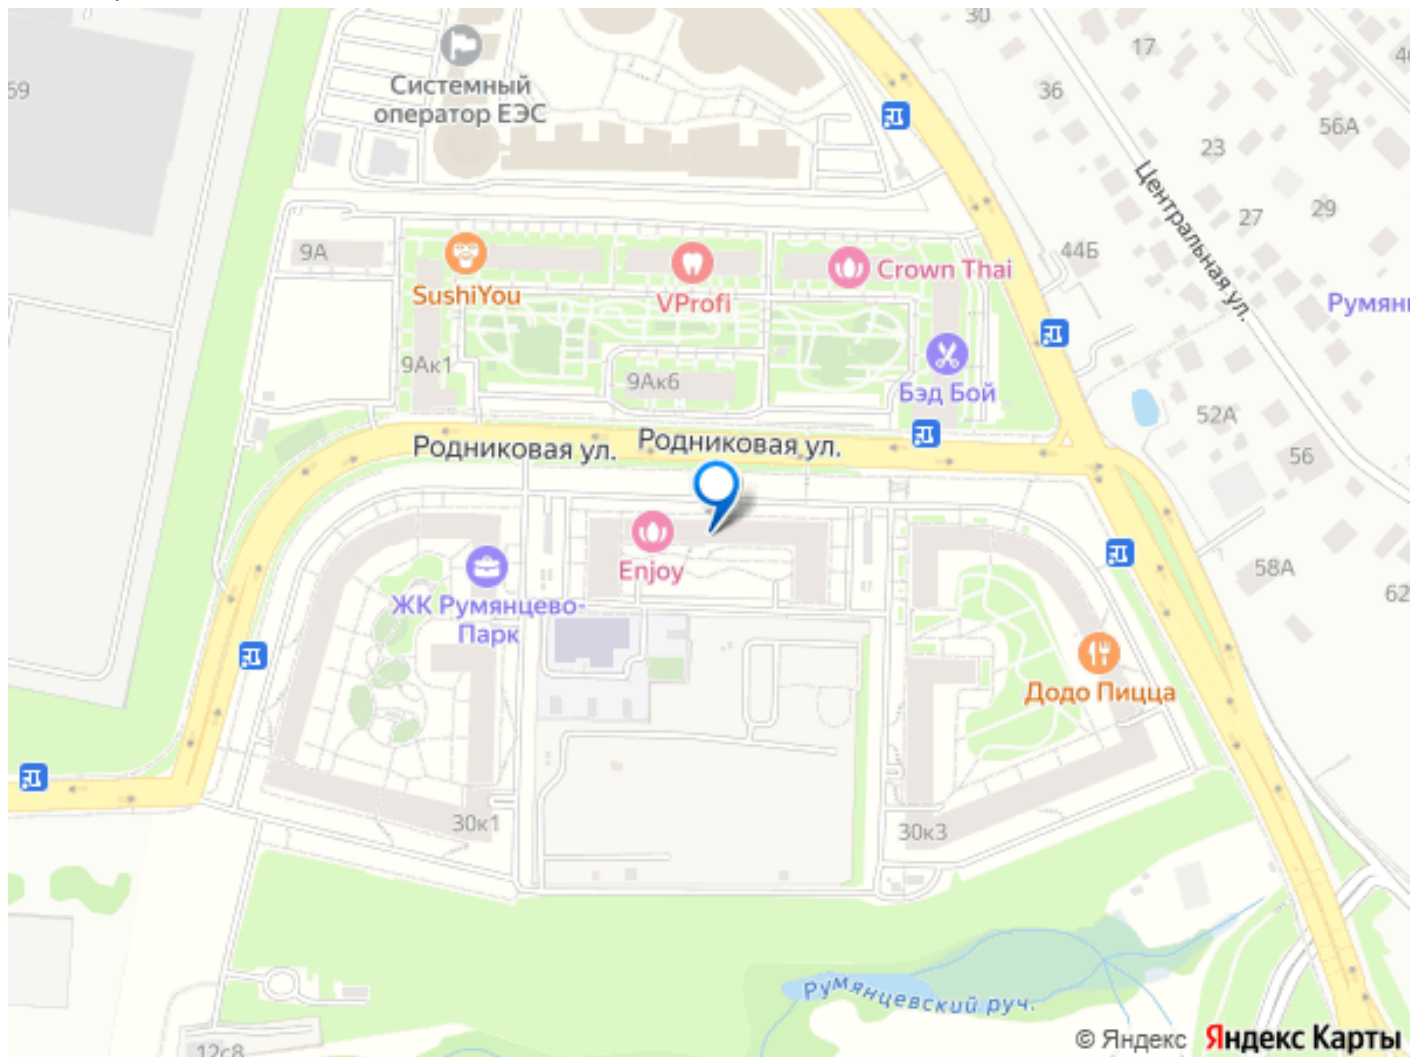 30
17
59
36
Системный
оператор ЕЭС
56А
23
Центральная ул.
29
27
44Б
9А
Crown Thai
SushiYou
VProfi
Румян
9Ак1
9Ак6
Бэд Бой
52А
Родниковая ул.
Родниковая ул.
56
Enjoy
58А
62
ЖК Румянцево-
Парк
Додо Пицца
30к1
30к3
Румянцевский руч.
12с8
© Яндекс Яндекс Карты